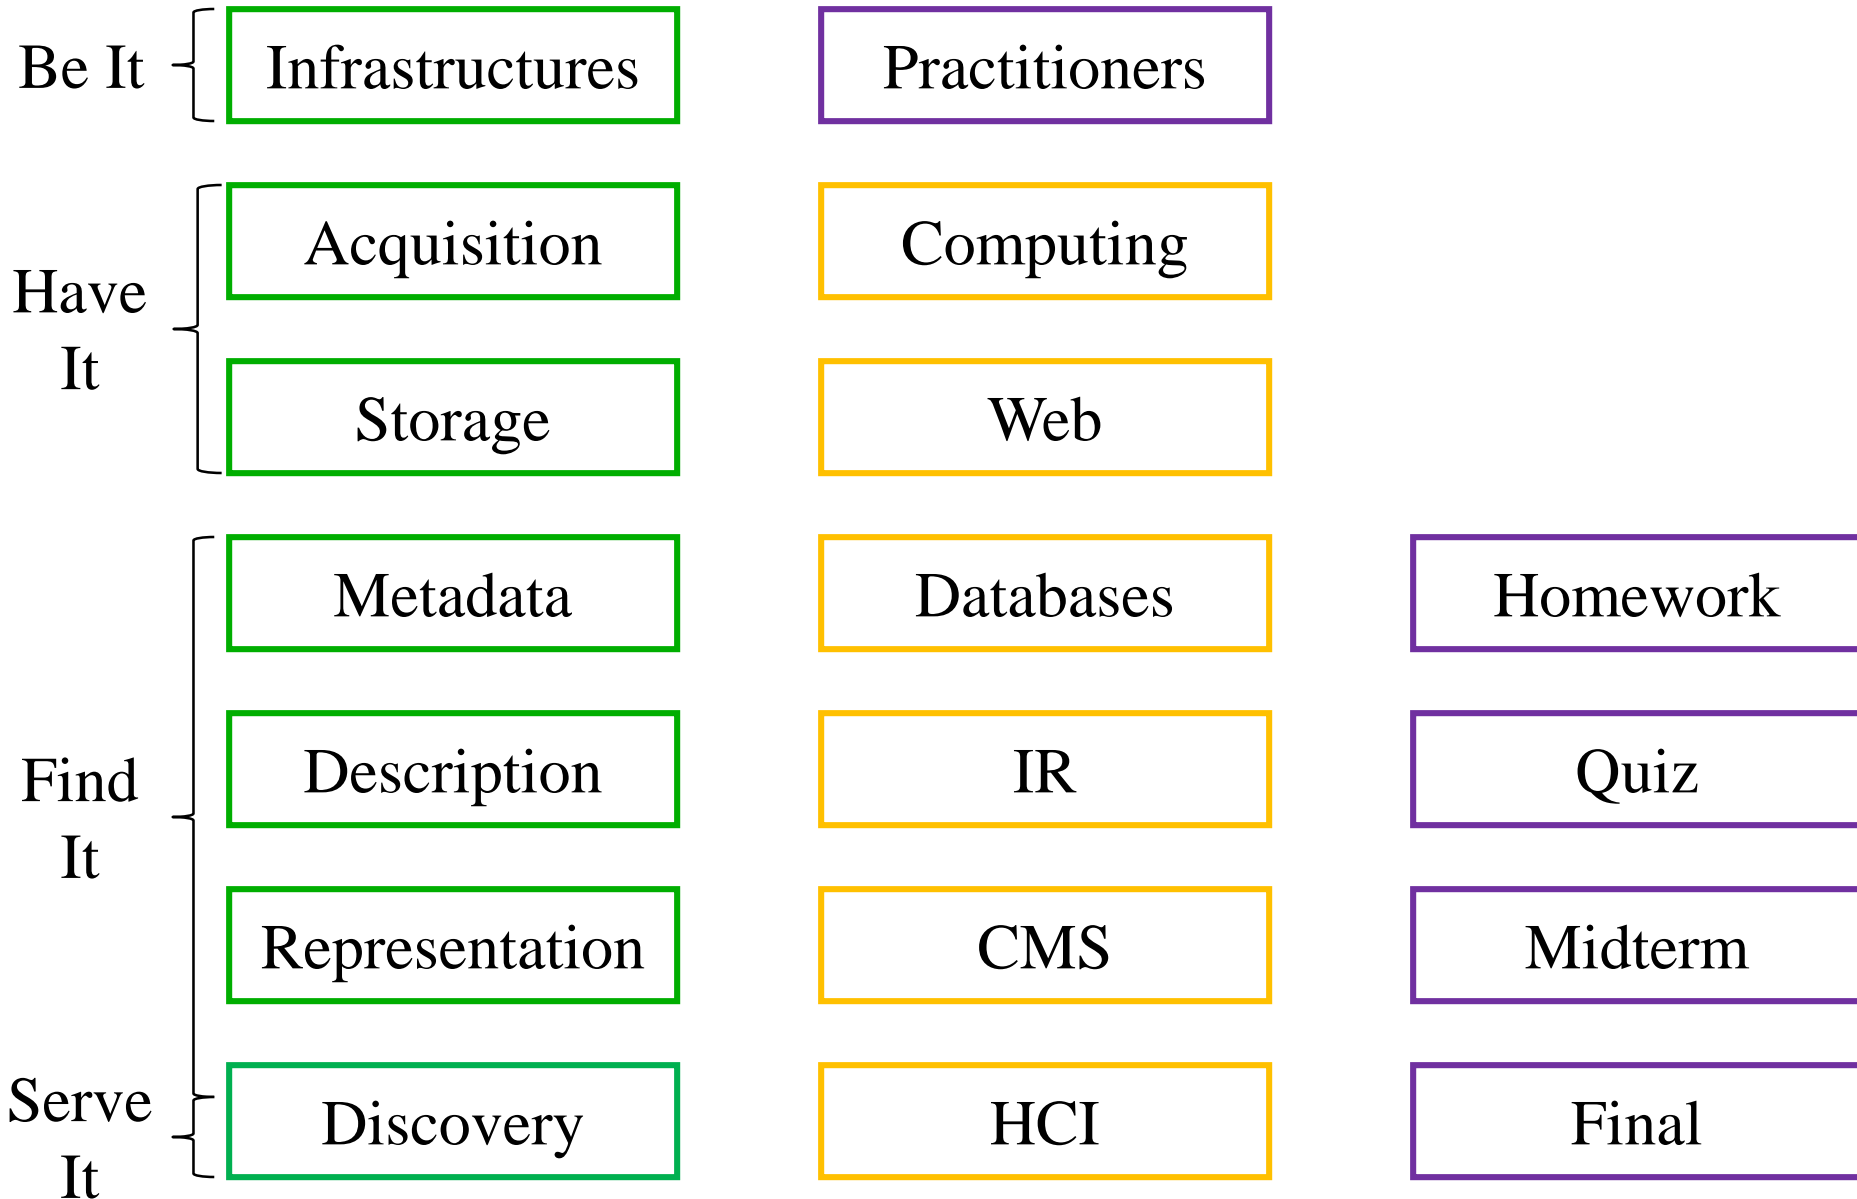 Be It
Infrastructures
Practitioners
Have
It
Acquisition
Computing
Storage
Web
Find
It
Metadata
Databases
Homework
Description
IR
Quiz
Representation
CMS
Midterm
Serve
It
Discovery
HCI
Final